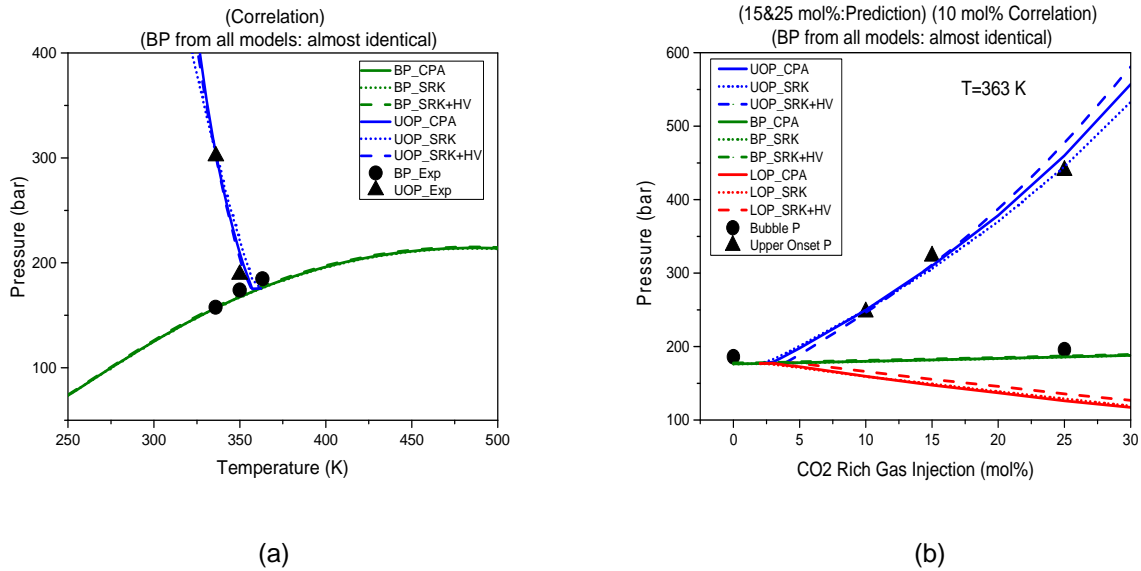 (Correlation)
(BP from all models: almost identical)
400
300
200
100
250
300
350
400
450
500
Pressure (bar)
Temperature (K)
BP_CPA
BP_SRK
BP_SRK+HV
UOP_CPA
UOP_SRK
UOP_SRK+HV
BP_Exp
UOP_Exp
(a)
(15&25 mol%:Prediction) (10 mol% Correlation)
(BP from all models: almost identical)
600
500
400
300
200
100
0
5
10
15
20
25
30
Pressure (bar)
CO2 Rich Gas Injection (mol%)
UOP_CPA
UOP_SRK
UOP_SRK+HV
BP_CPA
BP_SRK
BP_SRK+HV
LOP_CPA
LOP_SRK
LOP_SRK+HV
Bubble P
Upper Onset P
T=363 K
(b)